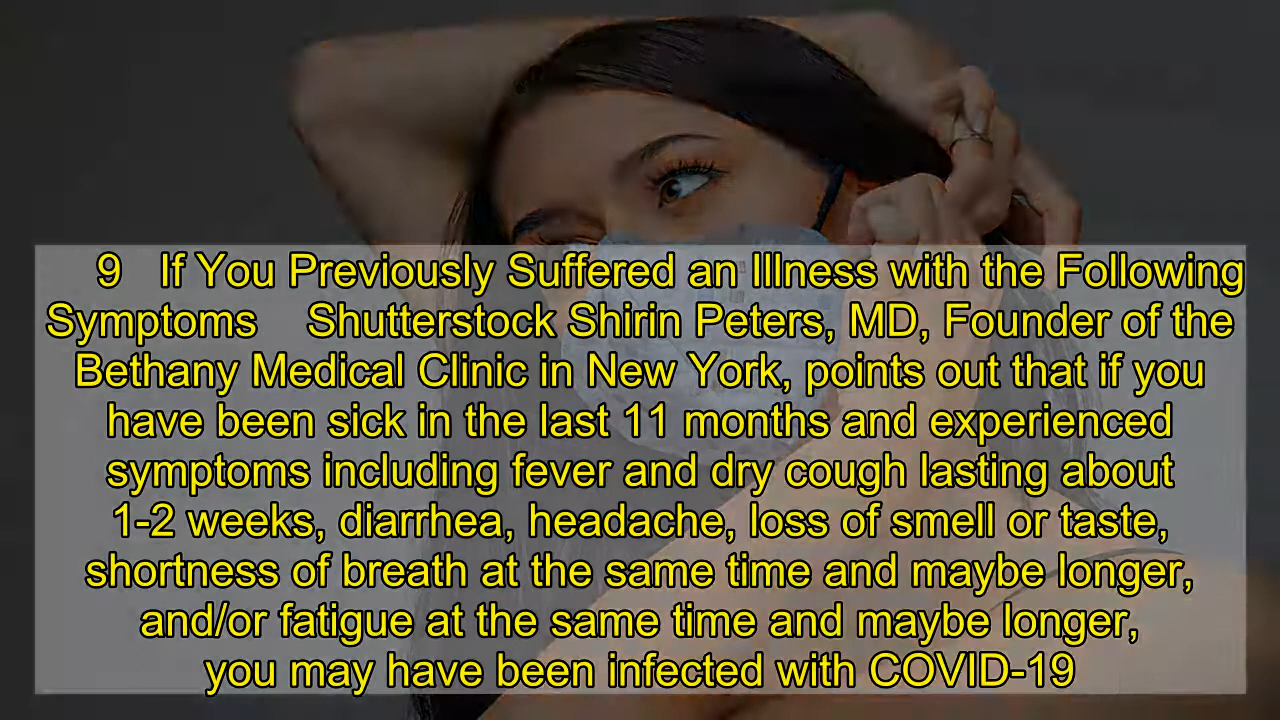 9 If You Previously Suffered an Illness with the Following
Symptoms Shutterstock Shirin Peters, MD, Founder of the
Bethany Medical Clinic in New York, points out that if you
have been sick in the last 11 months and experienced
symptoms including fever and dry cough lasting about
1-2 weeks, diarrhea, headache, loss of smell or taste,
shortness of breath at the same time and maybe longer,
and/or fatigue at the same time and maybe longer,
you may have been infected with COVID-19